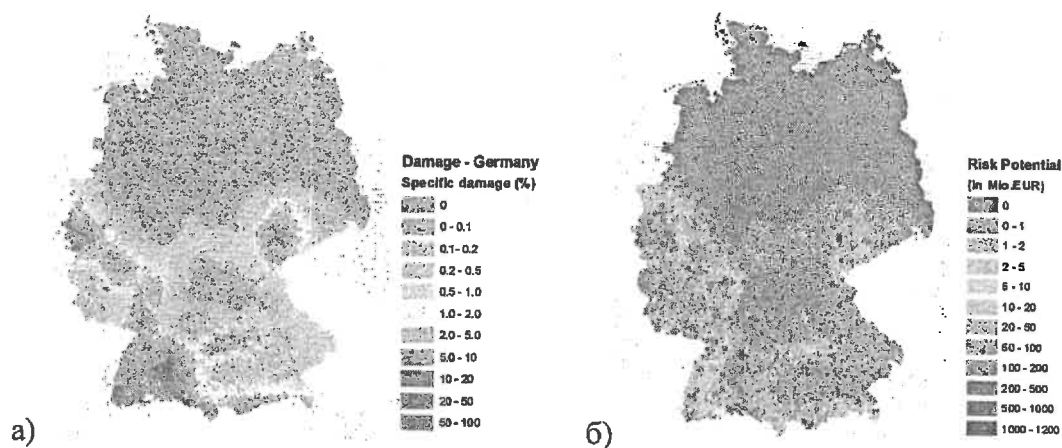 Damage - Germany
Specific damage (%)
0
0 - 0.1
0.1 - 0.2
0.2 - 0.5
0.5 - 1.0
1.0 - 2.0
2.0 - 5.0
5.0 - 10
10 - 20
20 - 50
50 - 100
а)
Risk Potential
(In Mio.EUR)
0
0 - 1
1 - 2
2 - 5
5 - 10
10 - 20
20 - 50
50 - 100
100 - 200
200 - 500
500 - 1000
1000 - 1200
б)